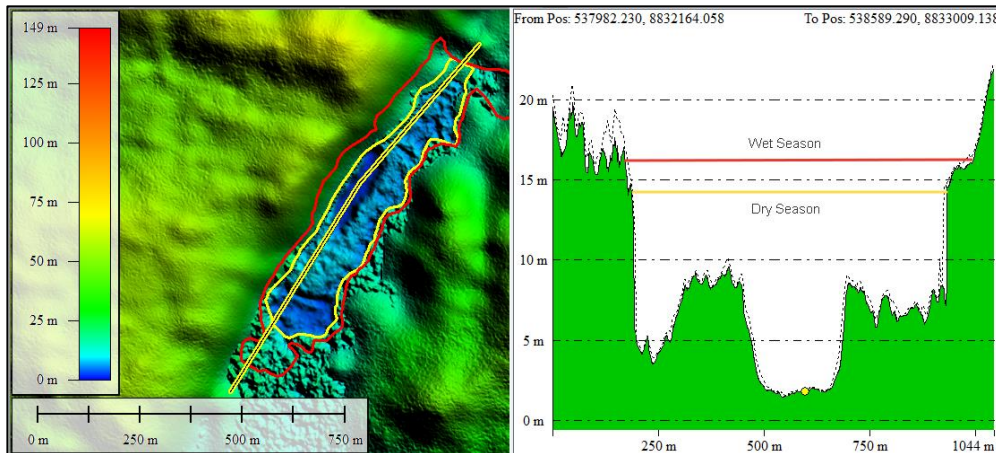 149 m
125 m
100 m
75 m
50 m
25 m
0 m
0 m 250 m 500 m 750 m
From Pos: 537982.230, 8832164.058 To Pos: 538589.290, 8833009.138
20 m
Wet Season
15 m
Dry Season
10 m
5 m
0 m
250 m 500 m 750 m 1044 m